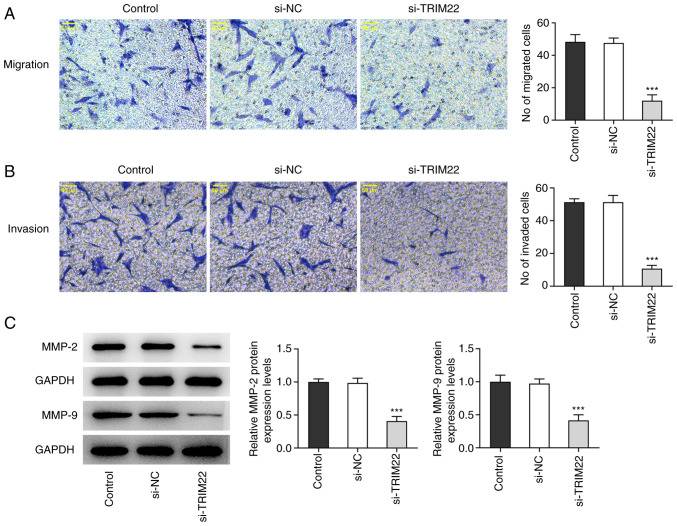 A
Control
si-NC
si-TRIM22
Migration
No of migrated cells
60
40
20
0
***
Control
si-NC
si-TRIM22
B
Control
si-NC
si-TRIM22
Invasion
No of invaded cells
60
40
20
0
***
Control
si-NC
si-TRIM22
C
MMP-2
GAPDH
MMP-9
GAPDH
Control
si-NC
si-TRIM22
Relative MMP-2 protein
expression levels
1.5
1.0
0.5
0.0
***
Control
si-NC
si-TRIM22
Relative MMP-9 protein
expression levels
1.5
1.0
0.5
0.0
***
Control
si-NC
si-TRIM22